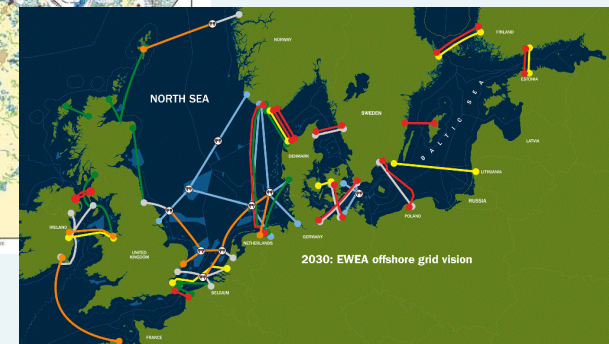 NORWAY
FINLAND
ESTONIA
NORTH SEA
SWEDEN
BALTIC SEA
LATVIA
DENMARK
LITHUANIA
RUSSIA
POLAND
IRELAND
UNITED
KINGDOM
NETHERLANDS
GERMANY
2030: EWEA offshore grid vision
BELGIUM
FRANCE